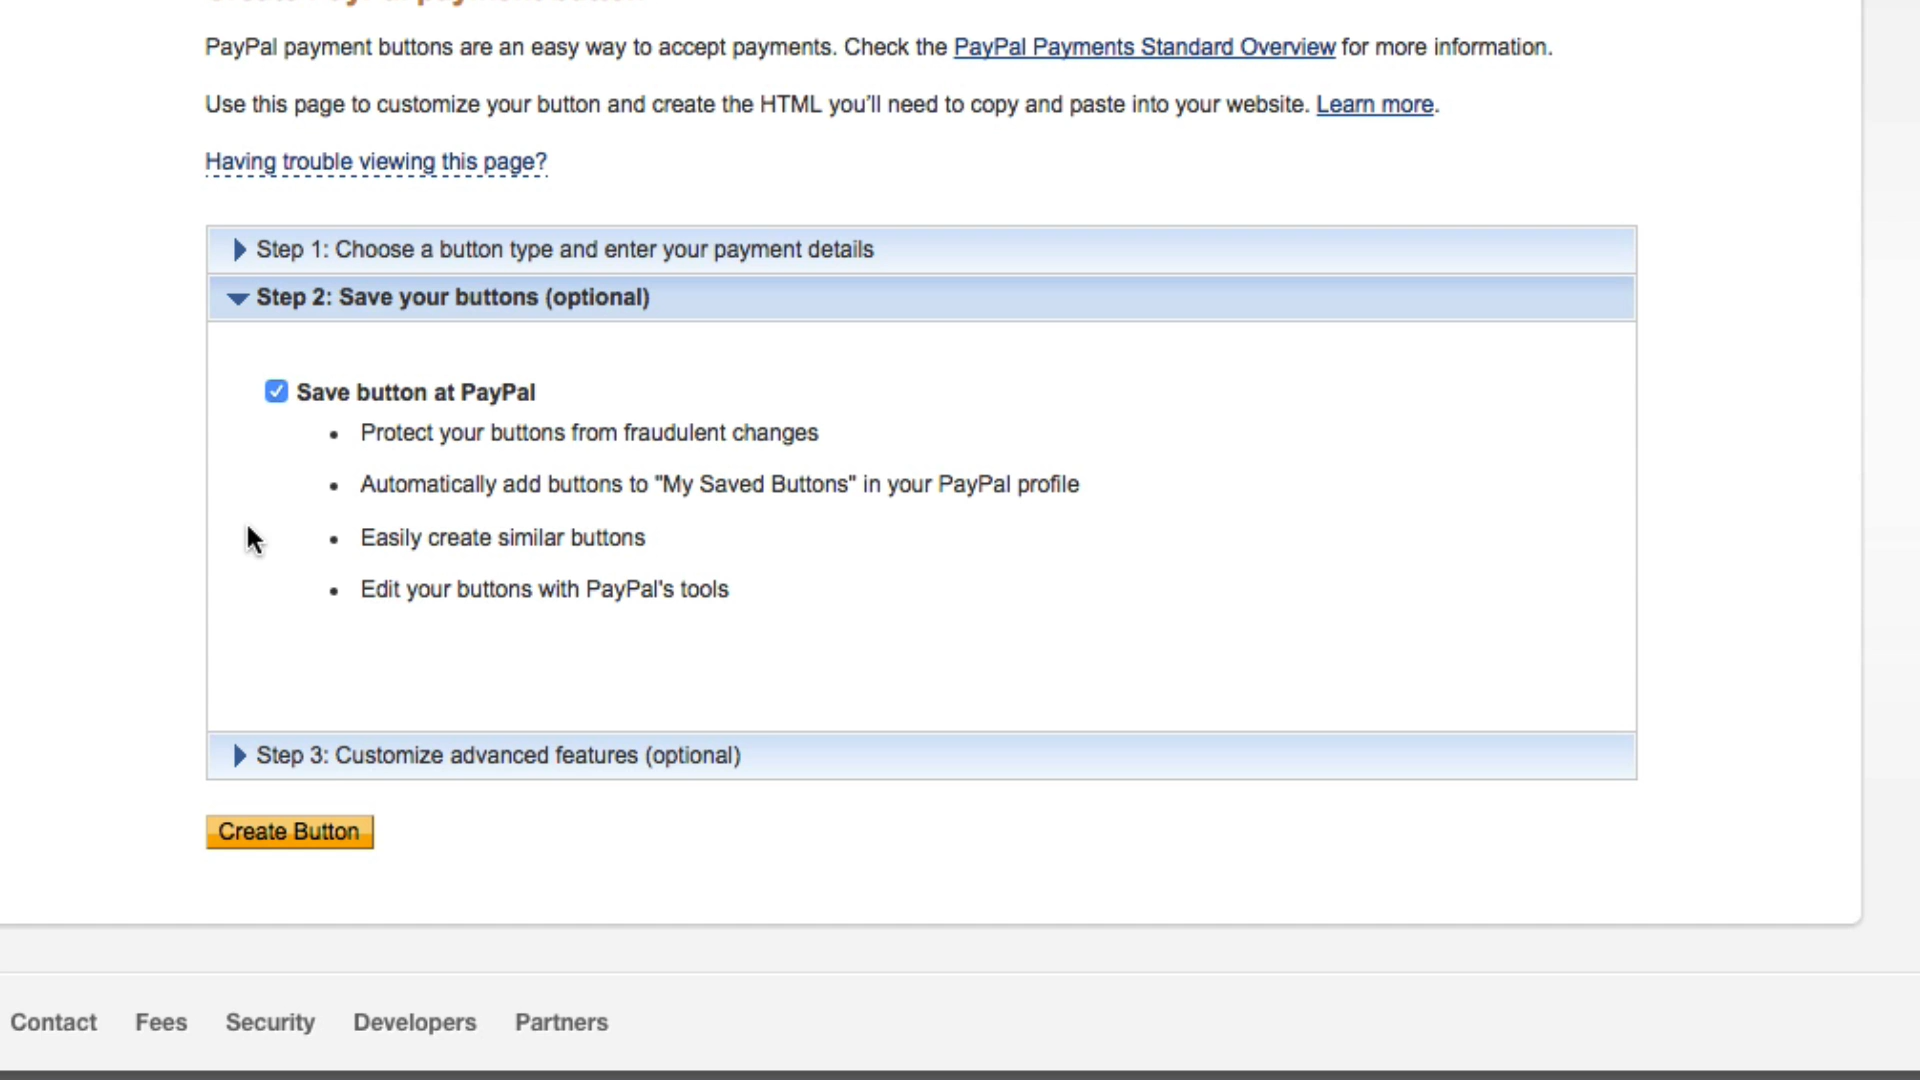 PayPal payment buttons are an easy way to accept payments. Check the PayPal Payments Standard Overview for more information.
Use this page to customize your button and create the HTML you'll need to copy and paste into your website. Learn more.
Having trouble viewing this page?
Step 1: Choose a button type and enter your payment details
Step 2: Save your buttons (optional)
Save button at PayPal
• Protect your buttons from fraudulent changes
• Automatically add buttons to "My Saved Buttons" in your PayPal profile
• Easily create similar buttons
• Edit your buttons with PayPal's tools
Step 3: Customize advanced features (optional)
Create Button
Contact Fees Security Developers Partners